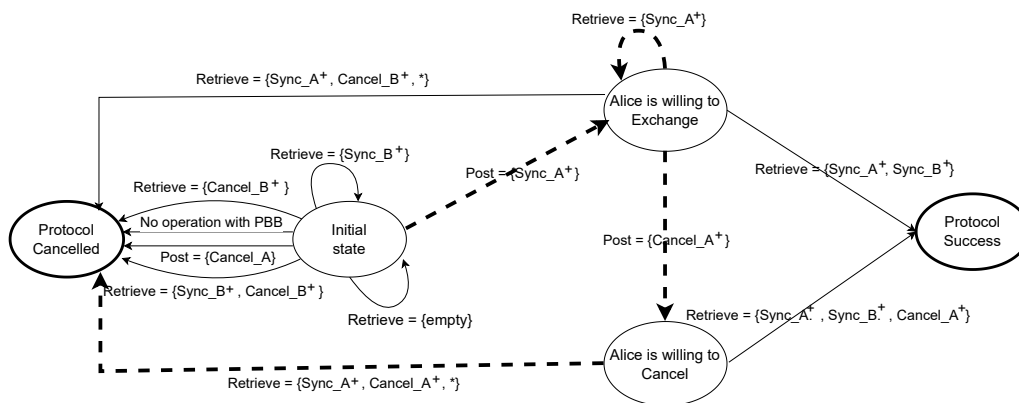 Retrieve = {Sync_A⁺}
Retrieve = {Sync_A⁺, Cancel_B⁺, *}
Alice is willing to
Exchange
Retrieve = {Sync_B⁺}
Post = {Sync_A⁺}
Retrieve = {Sync_A⁺, Sync_B⁺}
Retrieve = {Cancel_B⁺ }
No operation with PBB
Protocol
Cancelled
Initial
state
Protocol
Success
Post = {Cancel_A}
Post = {Cancel_A⁺}
Retrieve = {Sync_B⁺ , Cancel_B⁺ }
Retrieve = {empty}
Retrieve = {Sync_A.⁺ , Sync_B.⁺ , Cancel_A⁺}
Alice is willing to
Cancel
Retrieve = {Sync_A⁺, Cancel_A⁺, *}